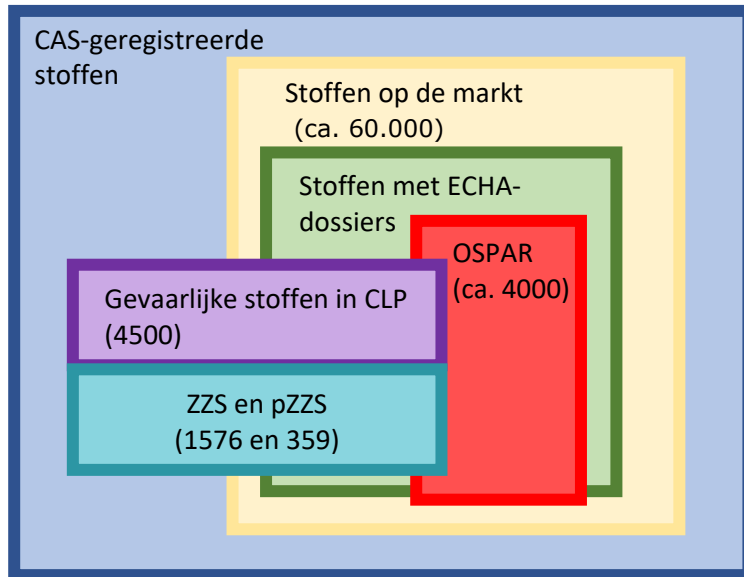 CAS-geregistreerde
stoffen
Stoffen op de markt
(ca. 60.000)
Stoffen met ECHA-
dossiers
OSPAR
(ca. 4000)
Gevaarlijke stoffen in CLP
(4500)
ZZS en pZZS
(1576 en 359)